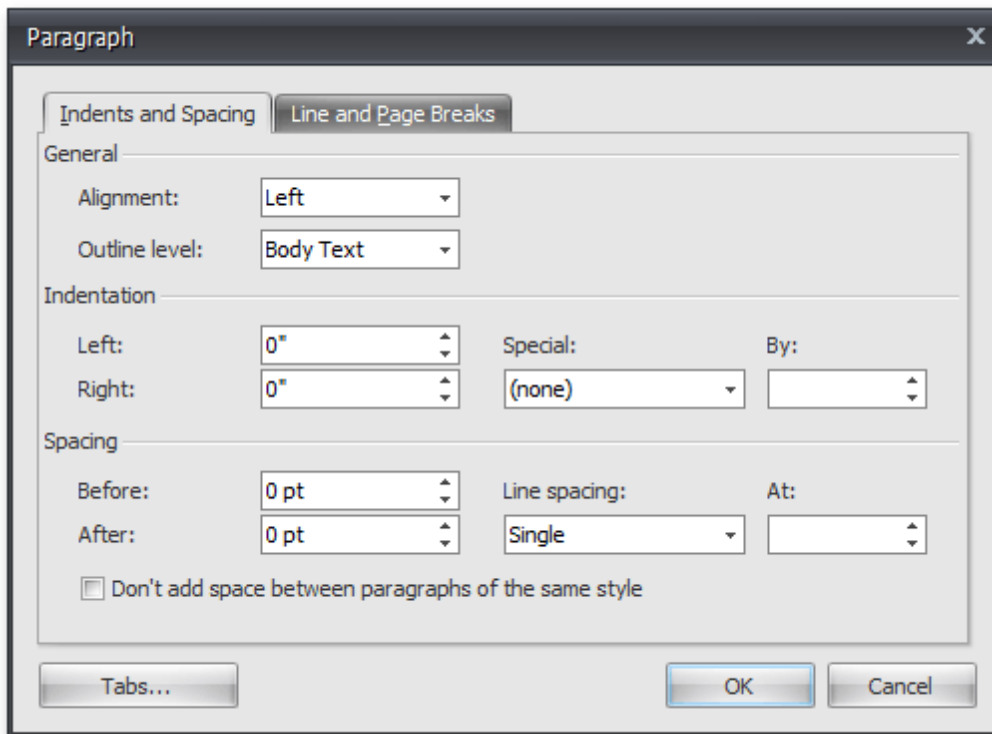 Paragraph x
Indents and Spacing Line and Page Breaks
General
Alignment: Left
Outline level: Body Text
Indentation
Left: 0" Special: By:
Right: 0" (none)
Spacing
Before: 0 pt Line spacing: At:
After: 0 pt Single
Don't add space between paragraphs of the same style
Tabs... OK Cancel